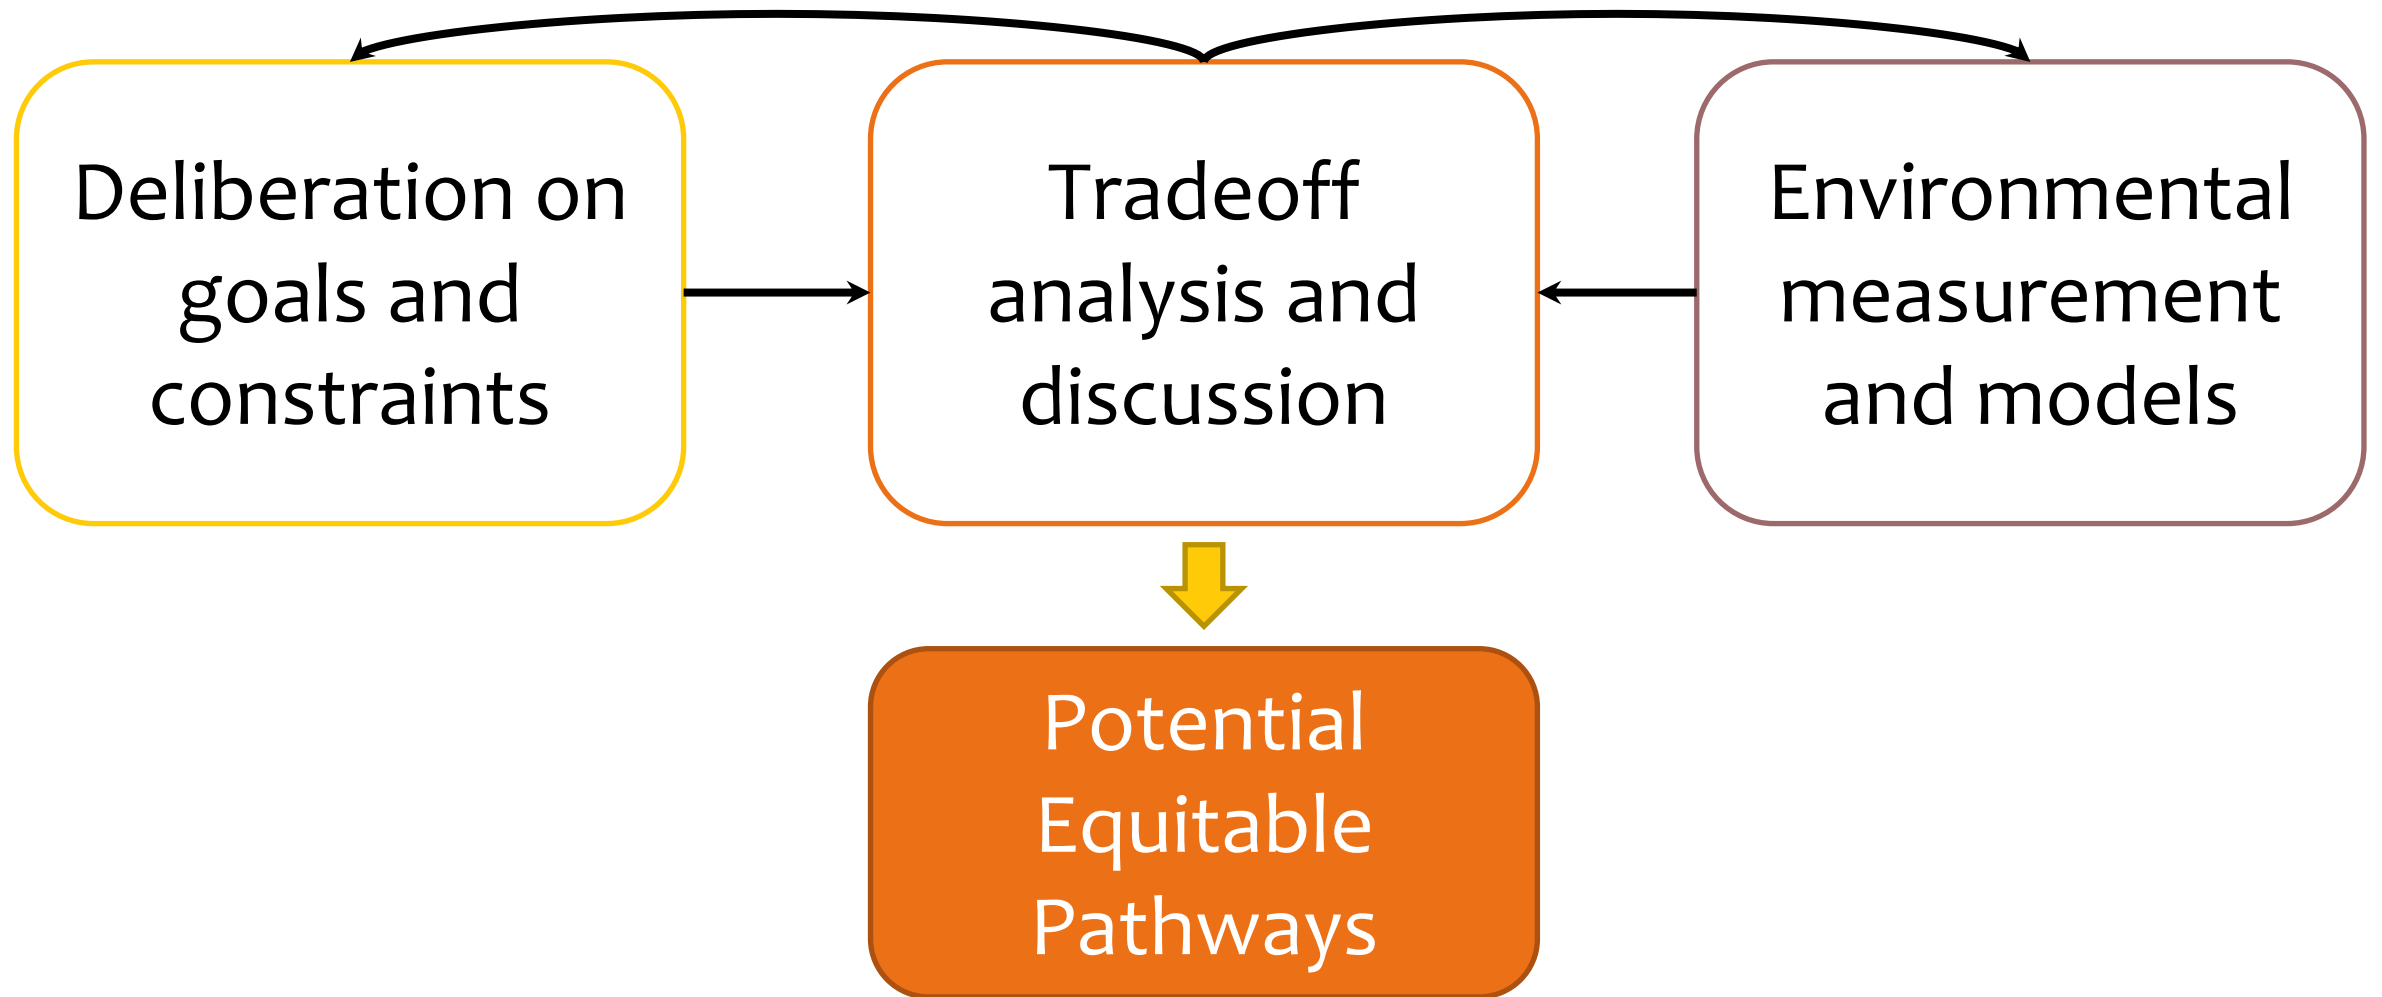 Deliberation on
goals and
constraints
Tradeoff
analysis and
discussion
Environmental
measurement
and models
Potential
Equitable
Pathways